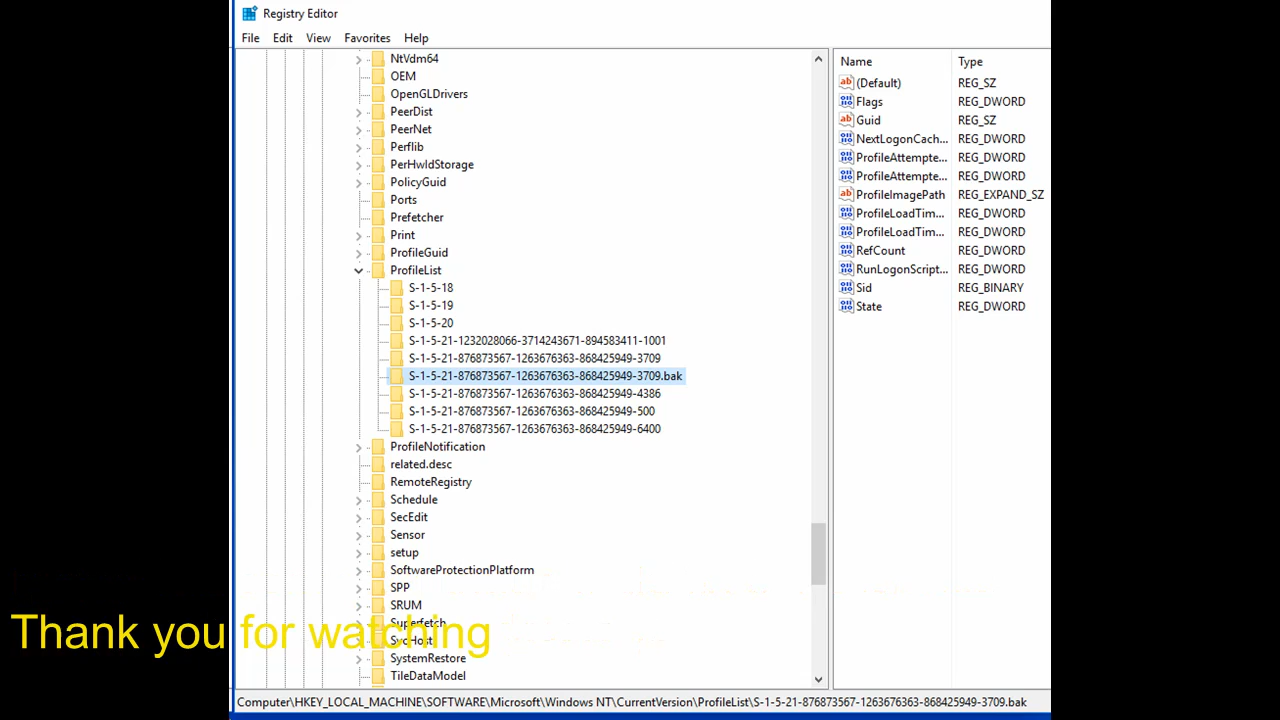 Registry Editor
File Edit View Favorites Help
NtVdm64
OEM
OpenGLDrivers
PeerDist
PeerNet
Perflib
PerHwIdStorage
PolicyGuid
Ports
Prefetcher
Print
ProfileGuid
ProfileList
S-1-5-18
S-1-5-19
S-1-5-20
S-1-5-21-1232028066-3714243671-894583411-1001
S-1-5-21-876873567-1263676363-868425949-3709
S-1-5-21-876873567-1263676363-868425949-3709.bak
S-1-5-21-876873567-1263676363-868425949-4386
S-1-5-21-876873567-1263676363-868425949-500
S-1-5-21-876873567-1263676363-868425949-6400
ProfileNotification
related.desc
RemoteRegistry
Schedule
SecEdit
Sensor
setup
SoftwareProtectionPlatform
SPP
SRUM
Superfetch
SvcHost
SystemRestore
TileDataModel
Name Type
(Default) REG_SZ
Flags REG_DWORD
Guid REG_SZ
NextLogonCach... REG_DWORD
ProfileAttempte... REG_DWORD
ProfileAttempte... REG_DWORD
ProfileImagePath REG_EXPAND_SZ
ProfileLoadTim... REG_DWORD
ProfileLoadTim... REG_DWORD
RefCount REG_DWORD
RunLogonScript... REG_DWORD
Sid REG_BINARY
State REG_DWORD
Thank you for watching
Computer\HKEY_LOCAL_MACHINE\SOFTWARE\Microsoft\Windows NT\CurrentVersion\ProfileList\S-1-5-21-876873567-1263676363-868425949-3709.bak